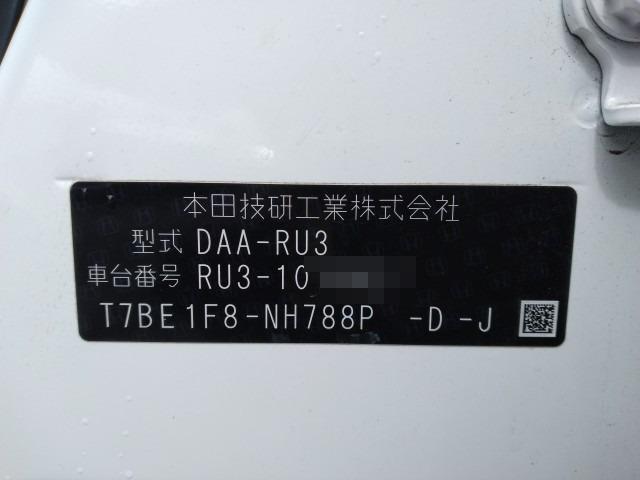 本田技研工業株式会社
型式 DAA-RU3
車台番号 RU3-10
T7BE1F8-NH788P -D -J